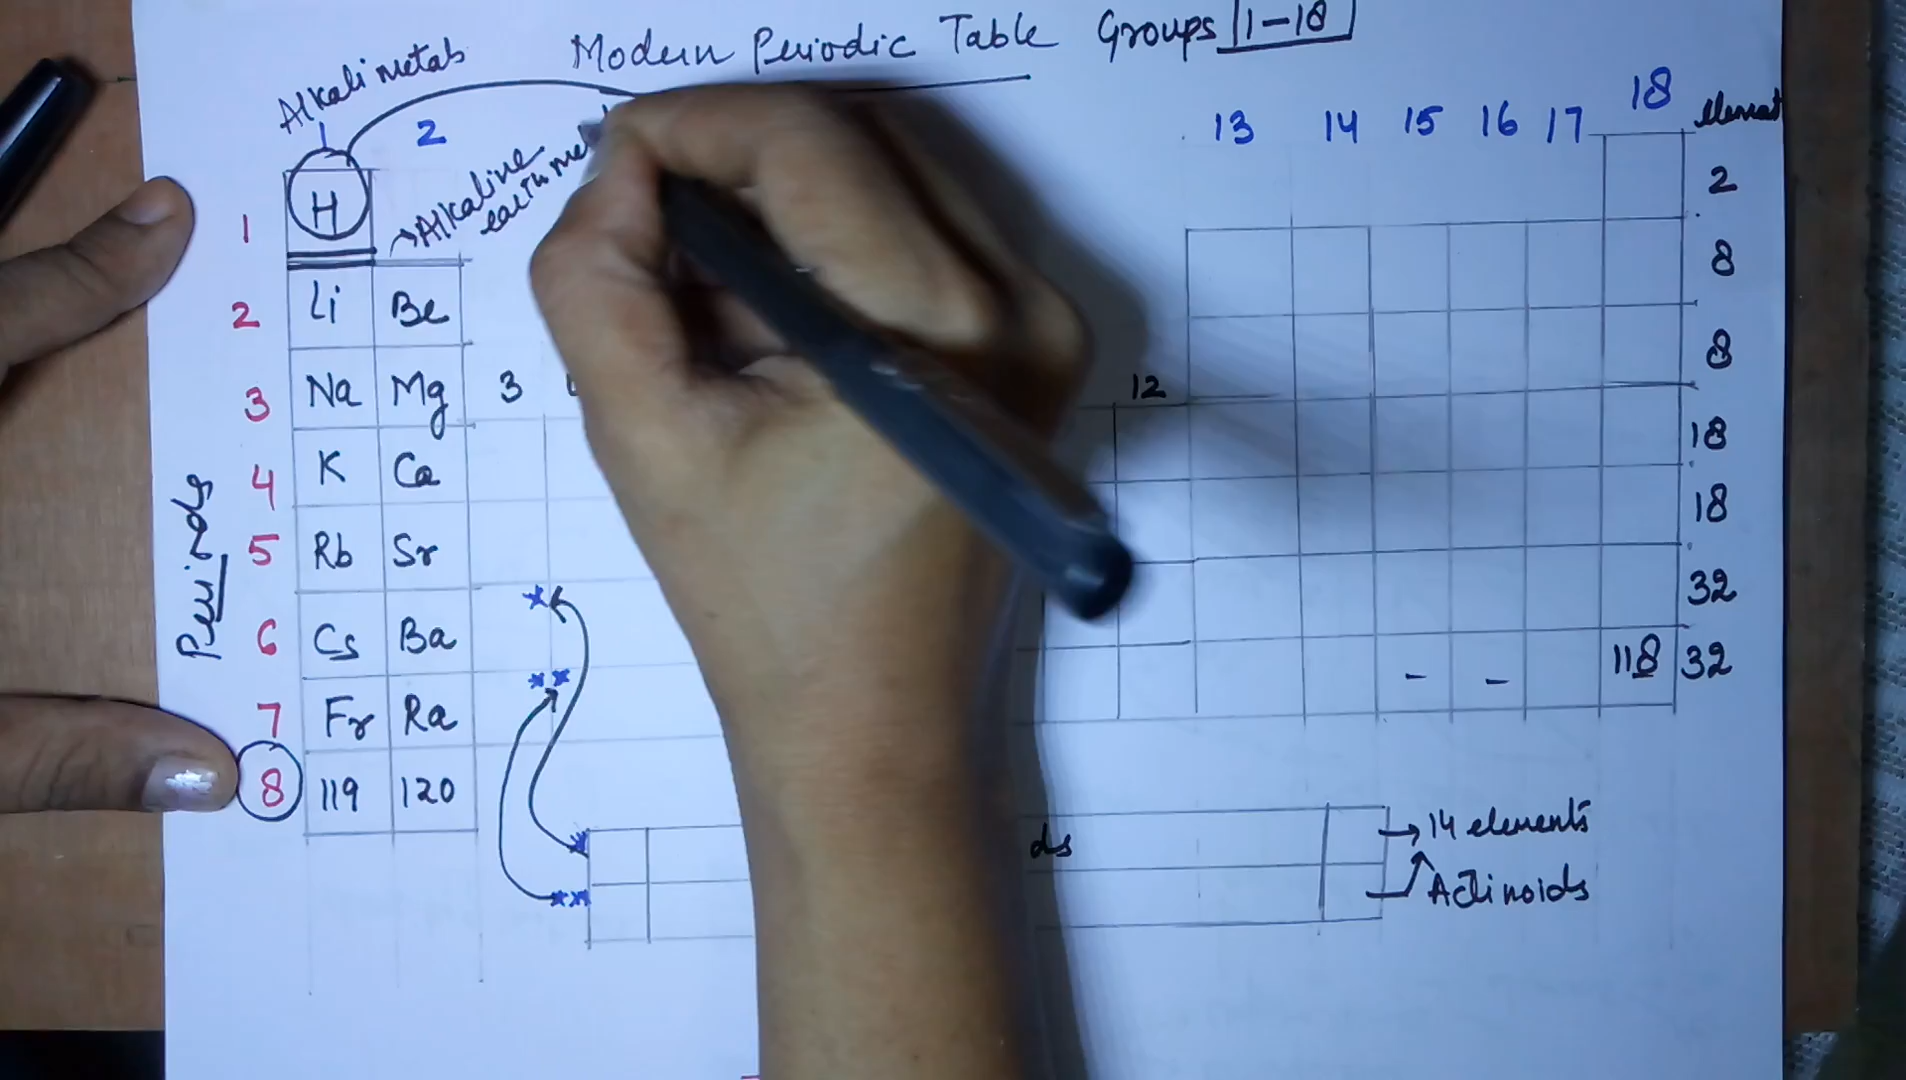 Modern Periodic Table Groups 1-18
Alkali metals
1 2 13 14 15 16 17 18 element
→ Alkaline
earth
1 H 2
2 Li Be 8
3 Na Mg 3 12 8
4 K Ca 18
5 Rb Sr 18
Periods
* 32
6 Cs Ba
** - - 118 32
7 Fr Ra
8 119 120
* ds → 14 elements
** Actinoids